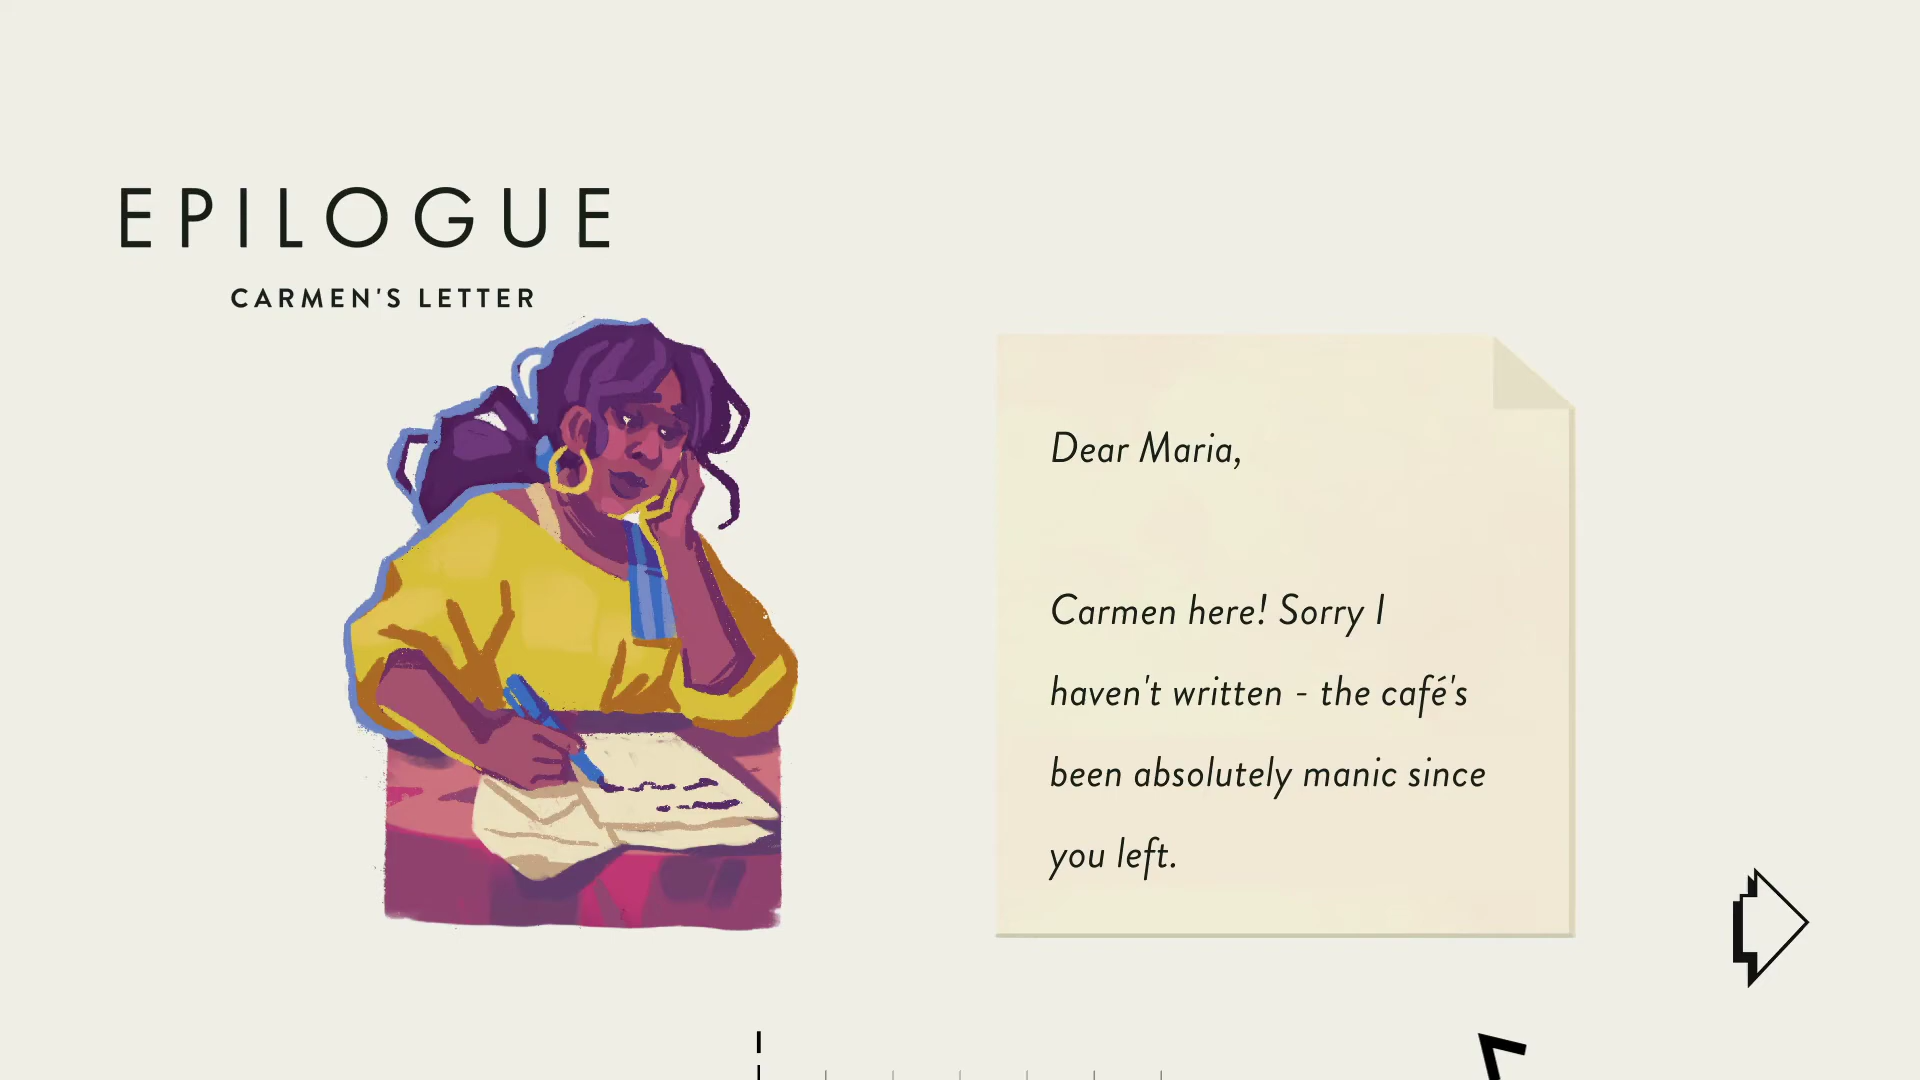 EPILOGUE
CARMEN'S LETTER
Dear Maria,
Carmen here! Sorry I
haven't written - the café's
been absolutely manic since
you left.